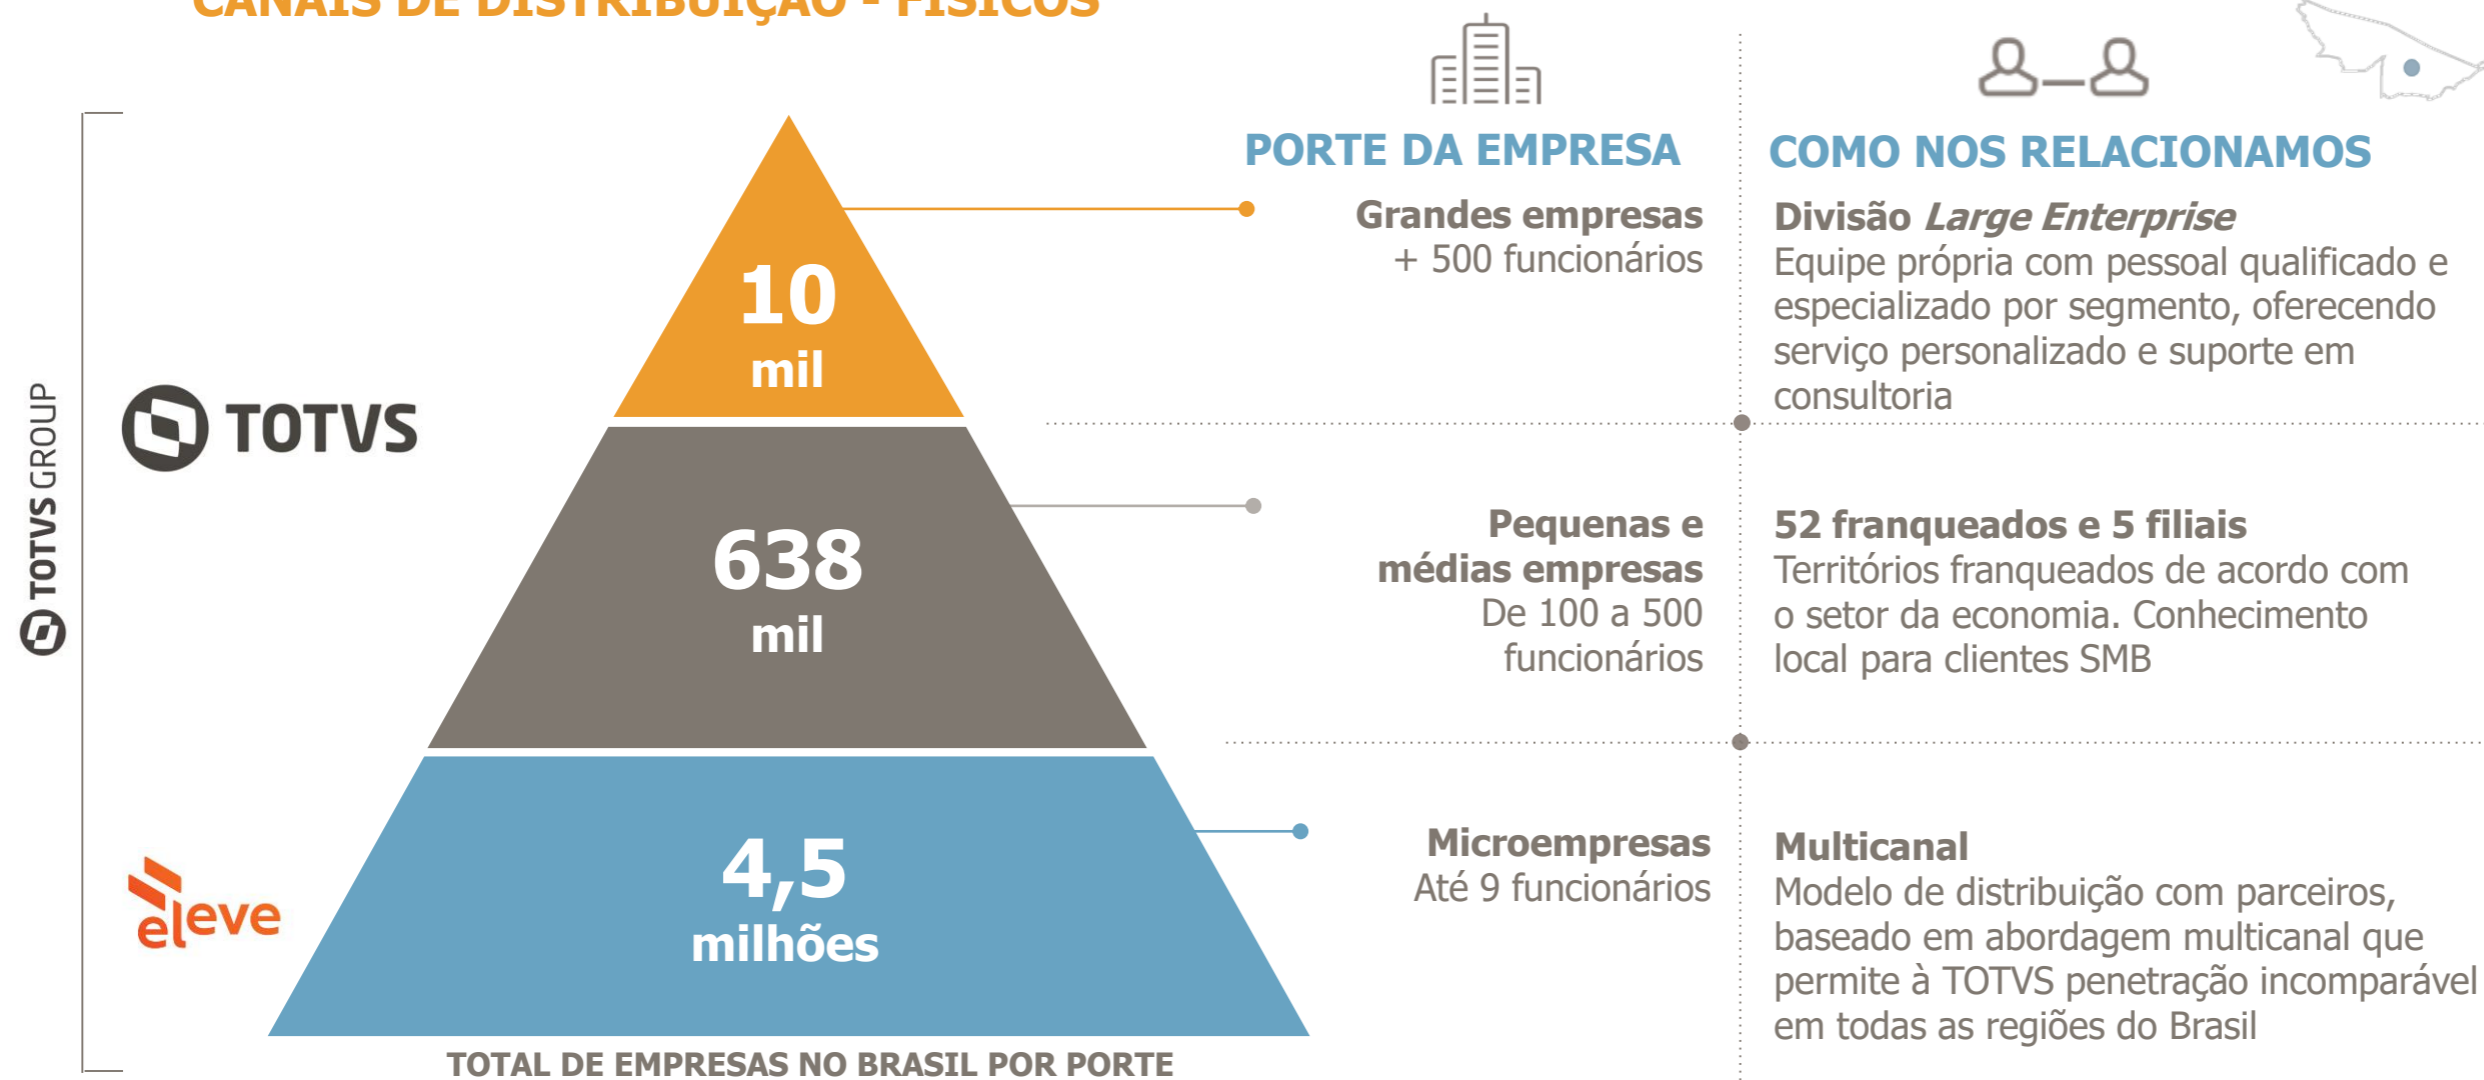 CANAIS DE DISTRIBUIÇÃO - FÍSICOS
TOTVS GROUP
TOTVS
eleve
10
mil
638
mil
4,5
milhões
TOTAL DE EMPRESAS NO BRASIL POR PORTE
PORTE DA EMPRESA
Grandes empresas
+ 500 funcionários
Pequenas e
médias empresas
De 100 a 500
funcionários
Microempresas
Até 9 funcionários
COMO NOS RELACIONAMOS
Divisão Large Enterprise
Equipe própria com pessoal qualificado e
especializado por segmento, oferecendo
serviço personalizado e suporte em
consultoria
52 franqueados e 5 filiais
Territórios franqueados de acordo com
o setor da economia. Conhecimento
local para clientes SMB
Multicanal
Modelo de distribuição com parceiros,
baseado em abordagem multicanal que
permite à TOTVS penetração incomparável
em todas as regiões do Brasil